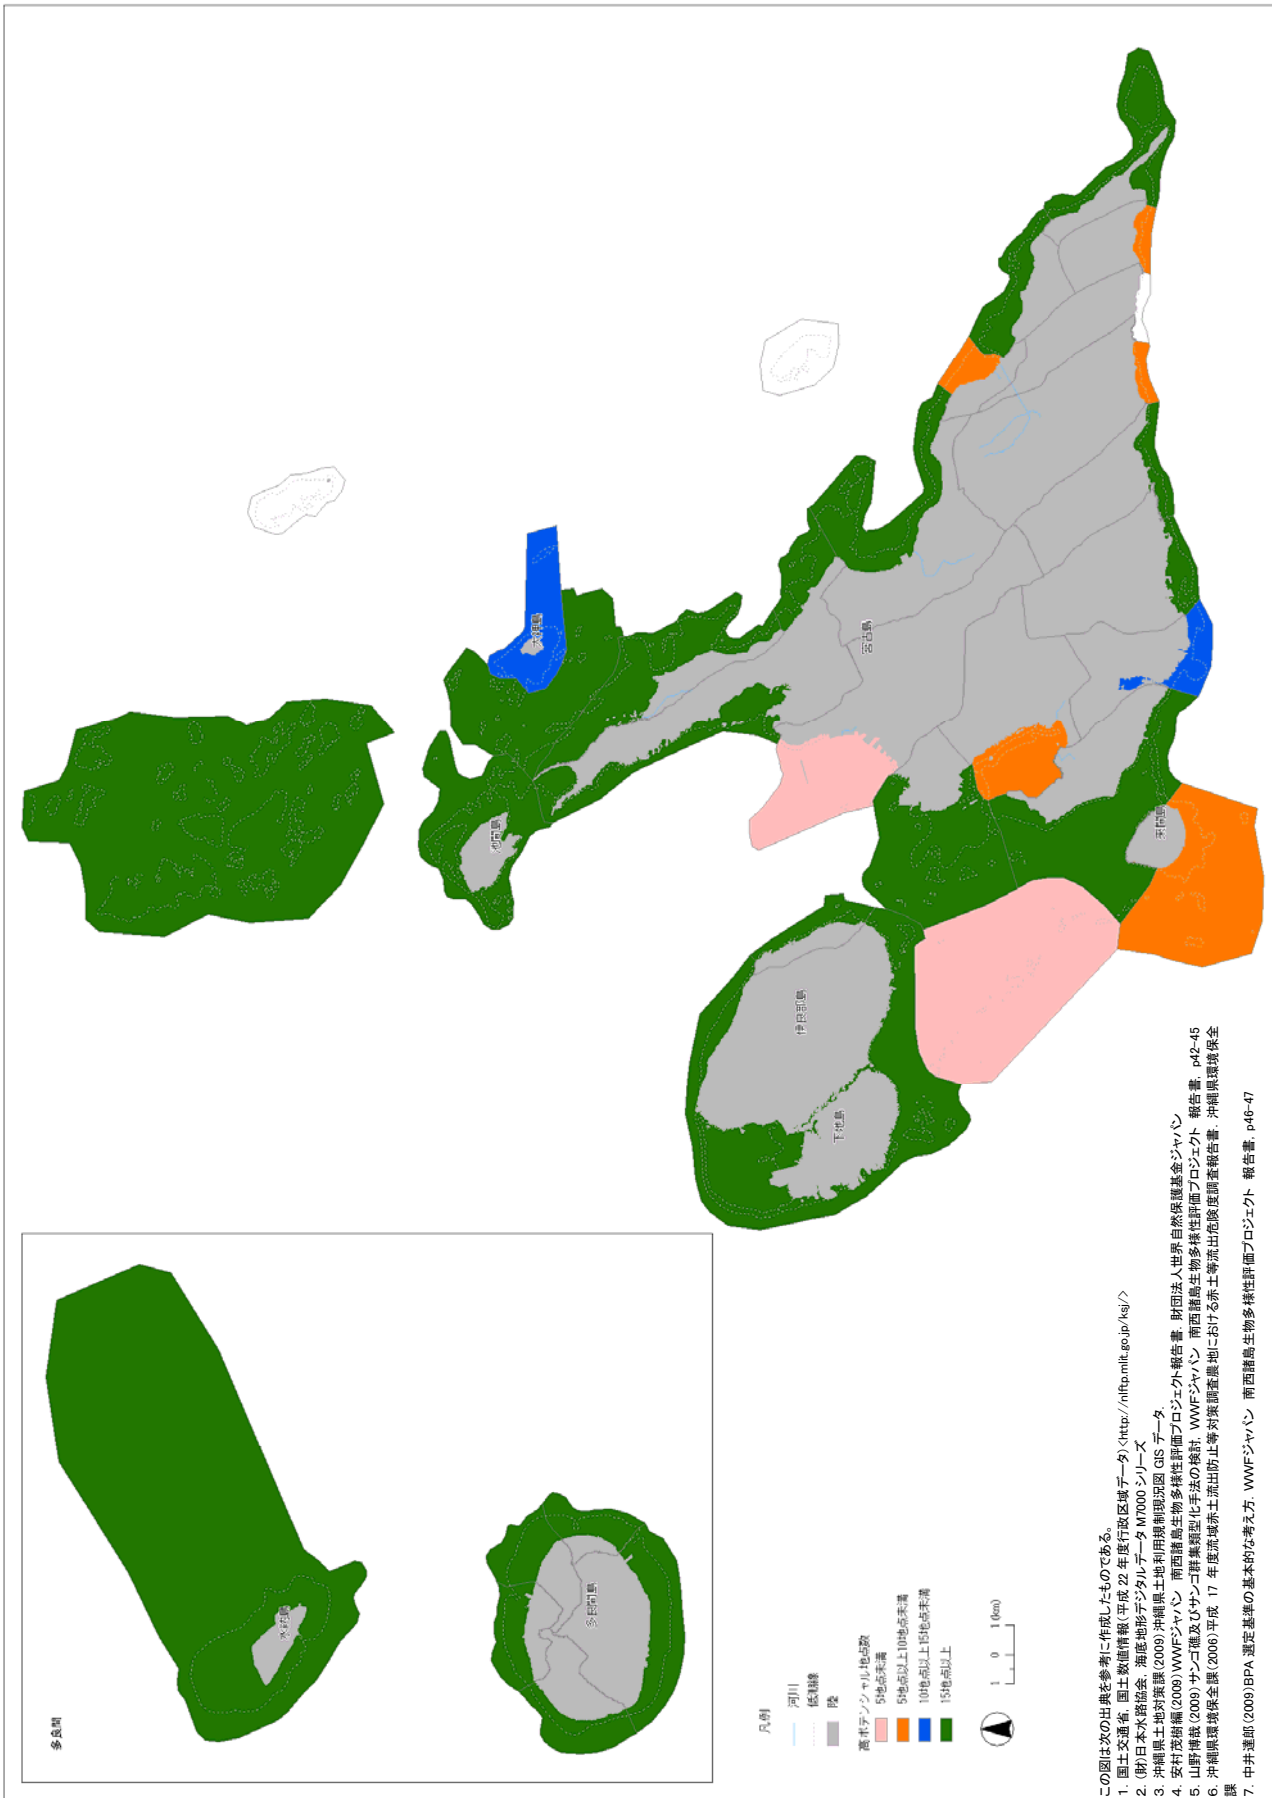 多良間
水納島
多良間島
池間島
大神島
宮古島
伊良部島
下地島
来間島
凡例
河川
低潮線
陸
高ポテンシャル地点数
5地点未満
5地点以上10地点未満
10地点以上15地点未満
15地点以上
1 0 1(km)
この図は次の出典を参考に作成したものである。
1. 国土交通省. 国土数値情報(平成 22 年度行政区域データ)<http://nlftp.mlit.go.jp/ksj/>
2. (財)日本水路協会. 海底地形デジタルデータ M7000 シリーズ
3. 沖縄県土地対策課(2009)沖縄県土地利用規制現況図 GIS データ.
4. 安村茂樹編(2009)WWFジャパン 南西諸島生物多様性評価プロジェクト報告書. 財団法人世界自然保護基金ジャパン
5. 山野博哉(2009)サンゴ礁及びサンゴ群集類型化手法の検討, WWFジャパン 南西諸島生物多様性評価プロジェクト 報告書, p42-45
6. 沖縄県環境保全課(2006)平成 17 年度流域赤土流出防止等対策調査農地における赤土等流出危険度調査報告書. 沖縄県環境保全
課
7. 中井達郎(2009)BPA 選定基準の基本的な考え方. WWFジャパン 南西諸島生物多様性評価プロジェクト 報告書, p46-47